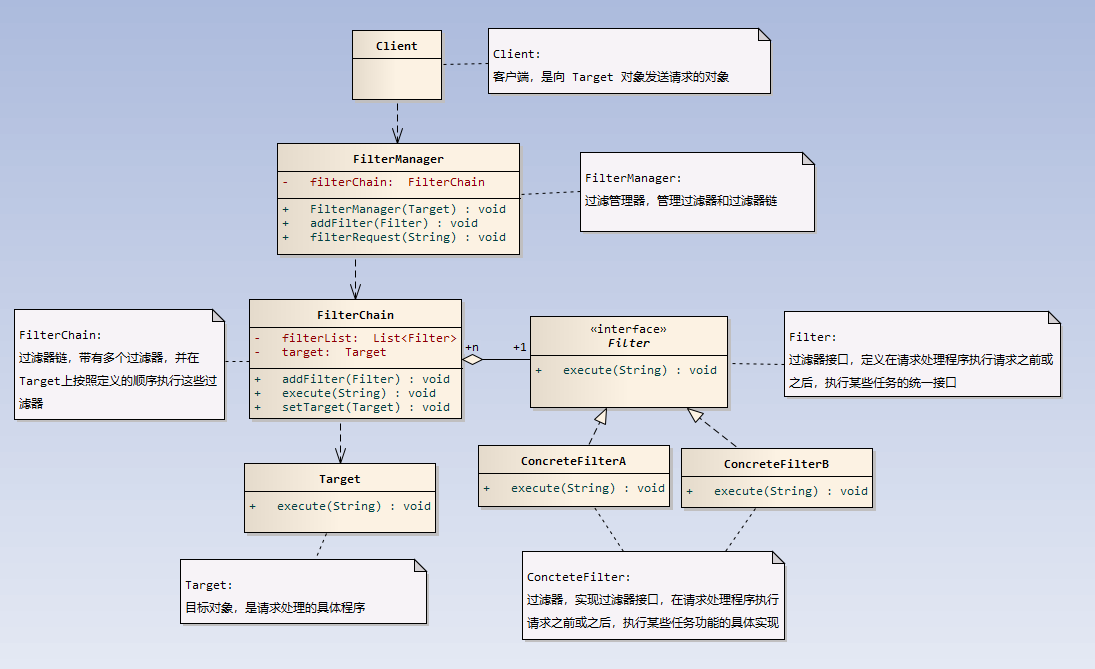 Client
Client:
客户端，是向 Target 对象发送请求的对象
FilterManager
- filterChain: FilterChain
+ FilterManager(Target) : void
+ addFilter(Filter) : void
+ filterRequest(String) : void
FilterManager:
过滤管理器，管理过滤器和过滤器链
FilterChain:
过滤器链，带有多个过滤器，并在
Target上按照定义的顺序执行这些过
滤器
FilterChain
- filterList: List<Filter>
- target: Target
+ addFilter(Filter) : void
+ execute(String) : void
+ setTarget(Target) : void
+n
+1
«interface»
Filter
+ execute(String) : void
Filter:
过滤器接口，定义在请求处理程序执行请求之前或
之后，执行某些任务的统一接口
Target
+ execute(String) : void
ConcreteFilterA
+ execute(String) : void
ConcreteFilterB
+ execute(String) : void
Target:
目标对象，是请求处理的具体程序
ConcteteFilter:
过滤器，实现过滤器接口，在请求处理程序执行
请求之前或之后，执行某些任务功能的具体实现